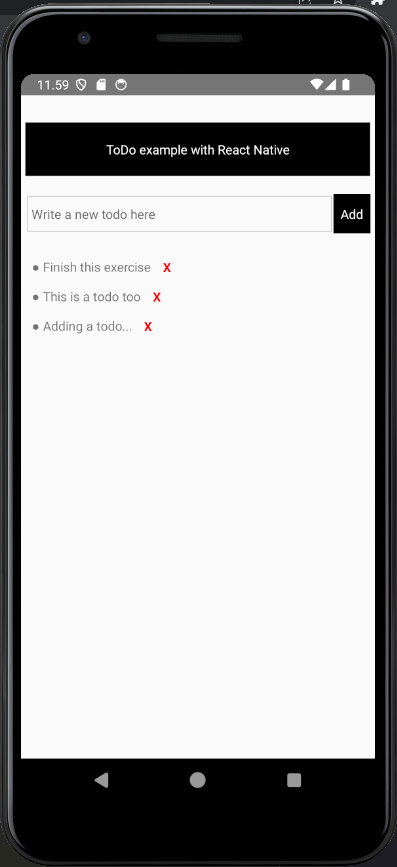 11.59
ToDo example with React Native
Write a new todo here
Add
● Finish this exercise X
● This is a todo too X
● Adding a todo... X